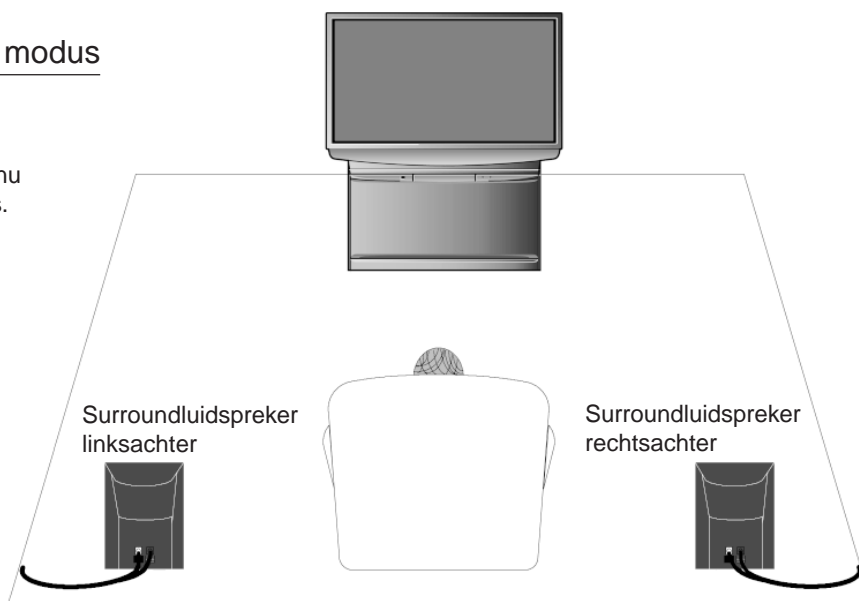 modus
s.
Surroundluidspreker
linksachter
Surroundluidspreker
rechtsachter